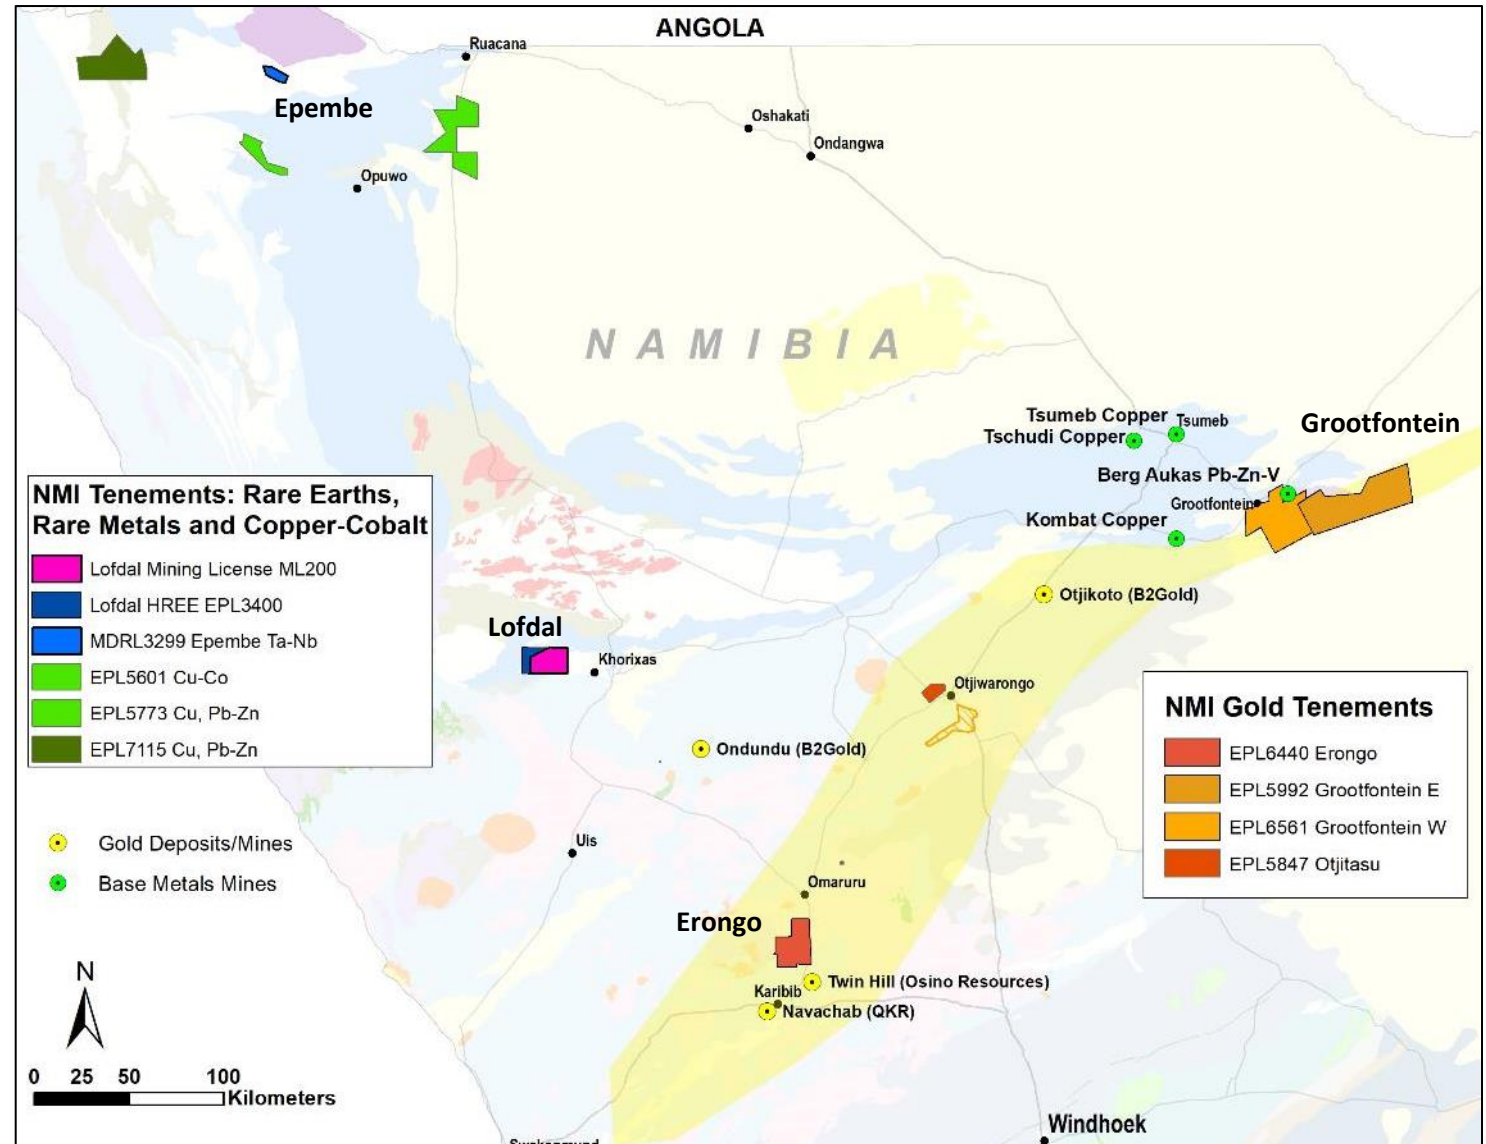 ANGOLA
Ruacana
Epembe
Oshakati
Ondangwa
Opuwo
NAMIBIA
Tsumeb Copper
Tsumeb
Tschudi Copper
Grootfontein
Berg Aukas Pb-Zn-V
Grootfontein
Kombat Copper
NMI Tenements: Rare Earths,
Rare Metals and Copper-Cobalt
Lofdal Mining License ML200
Lofdal HREE EPL3400
MDRL3299 Epembe Ta-Nb
EPL5601 Cu-Co
EPL5773 Cu, Pb-Zn
EPL7115 Cu, Pb-Zn
Otjikoto (B2Gold)
Lofdal
Khorixas
Otjiwarongo
Ondundu (B2Gold)
NMI Gold Tenements
EPL6440 Erongo
EPL5992 Grootfontein E
EPL6561 Grootfontein W
EPL5847 Otjitasu
Gold Deposits/Mines
Base Metals Mines
Uis
Omaruru
Erongo
Twin Hill (Osino Resources)
Karibib
Navachab (QKR)
N
0 25 50 100
Kilometers
Windhoek